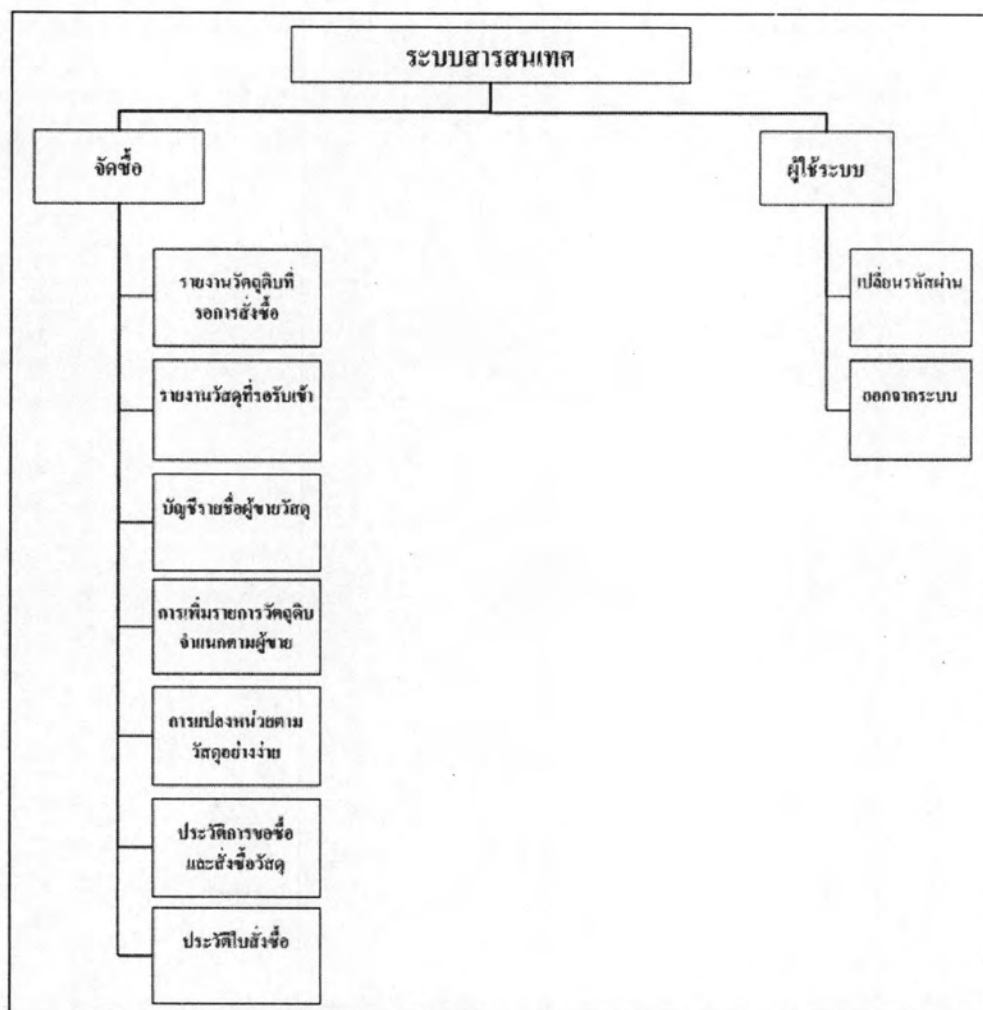 ระบบสารสนเทศ
จัดซื้อ
ผู้ใช้ระบบ
รายงานวัตถุดิบที่
รอการสั่งซื้อ
รายงานวัสดุที่รอรับเข้า
บัญชีรายชื่อผู้ขายวัสดุ
การเพิ่มรายการวัตถุดิบ
จำแนกตามผู้ขาย
การแปลงหน่วยตาม
วัสดุอย่างง่าย
ประวัติการขอซื้อ
และสั่งซื้อวัสดุ
ประวัติใบสั่งซื้อ
เปลี่ยนรหัสผ่าน
ออกจากระบบ